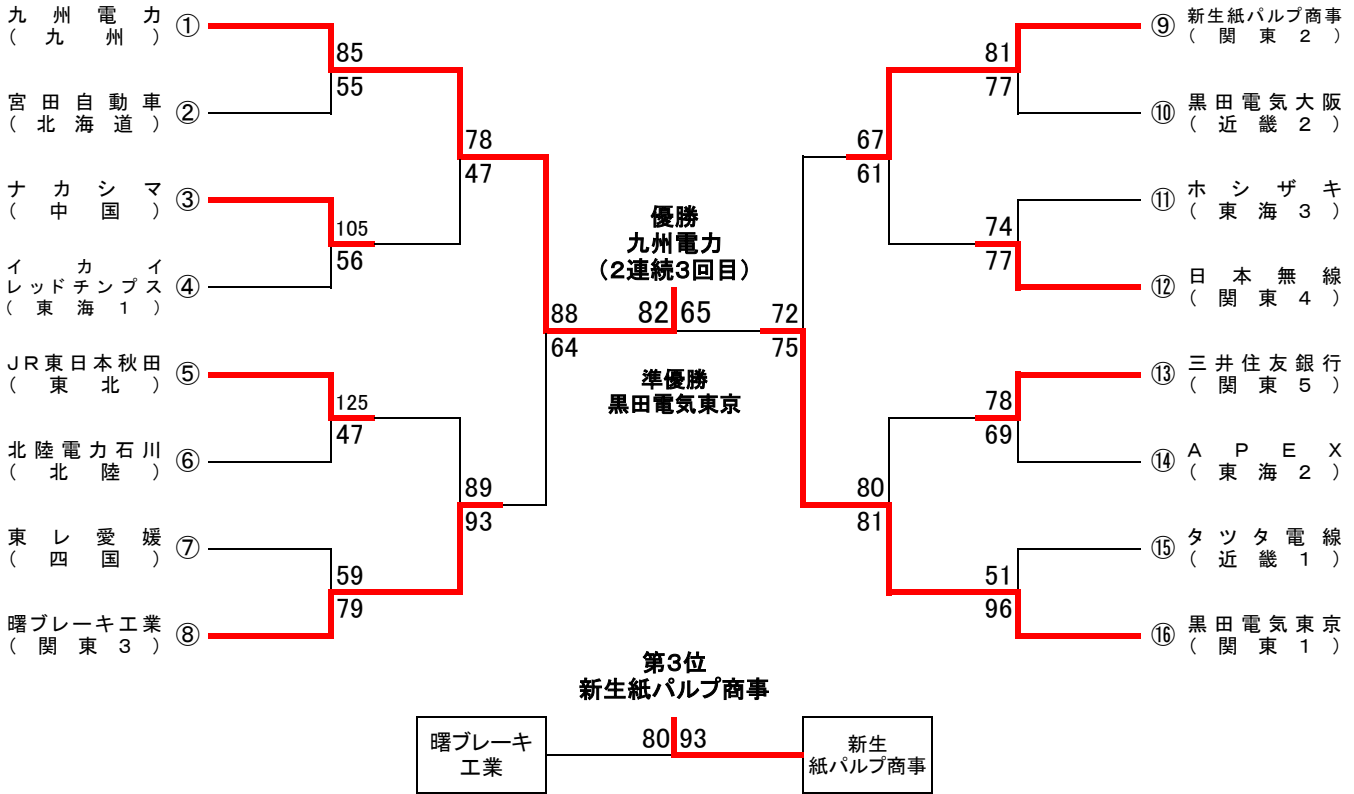 九州電力
(九州)
①
宮田自動車
(北海道)
②
85
55
ナカシマ
(中国)
③
イカイ
レッドチンプス
(東海1)
④
105
56
78
47
JR東日本秋田
(東北)
⑤
北陸電力石川
(北陸)
⑥
125
47
東レ愛媛
(四国)
⑦
曙ブレーキ工業
(関東3)
⑧
59
79
89
93
88
64
優勝
九州電力
(2連続3回目)
82 65
準優勝
黒田電気東京
72
75
67
61
81
77
⑨
新生紙パルプ商事
(関東2)
⑩
黒田電気大阪
(近畿2)
74
77
⑪
ホシザキ
(東海3)
⑫
日本無線
(関東4)
80
81
78
69
⑬
三井住友銀行
(関東5)
⑭
APEX
(東海2)
51
96
⑮
タツタ電線
(近畿1)
⑯
黒田電気東京
(関東1)
第3位
新生紙パルプ商事
曙ブレーキ
工業
80 93
新生
紙パルプ商事